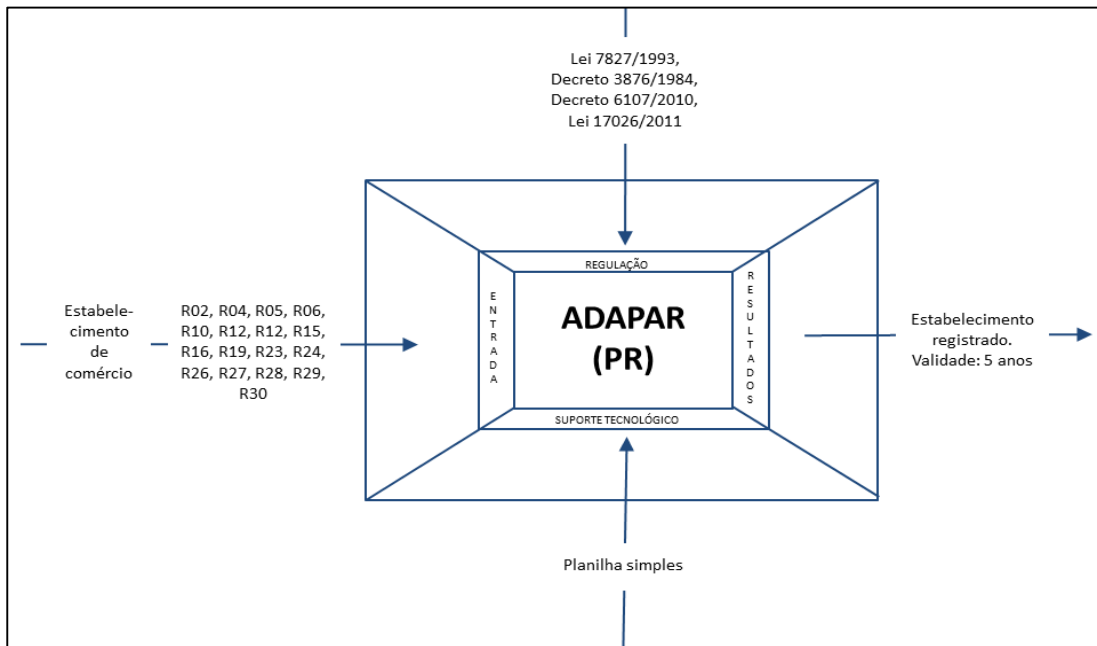 Lei 7827/1993,
Decreto 3876/1984,
Decreto 6107/2010,
Lei 17026/2011
REGULAÇÃO
Estabele-
cimento
de
comércio
R02, R04, R05, R06,
R10, R12, R12, R15,
R16, R19, R23, R24,
R26, R27, R28, R29,
R30
ENTRADA
ADAPAR
(PR)
RESULTADOS
Estabelecimento
registrado.
Validade: 5 anos
SUPORTE TECNOLÓGICO
Planilha simples